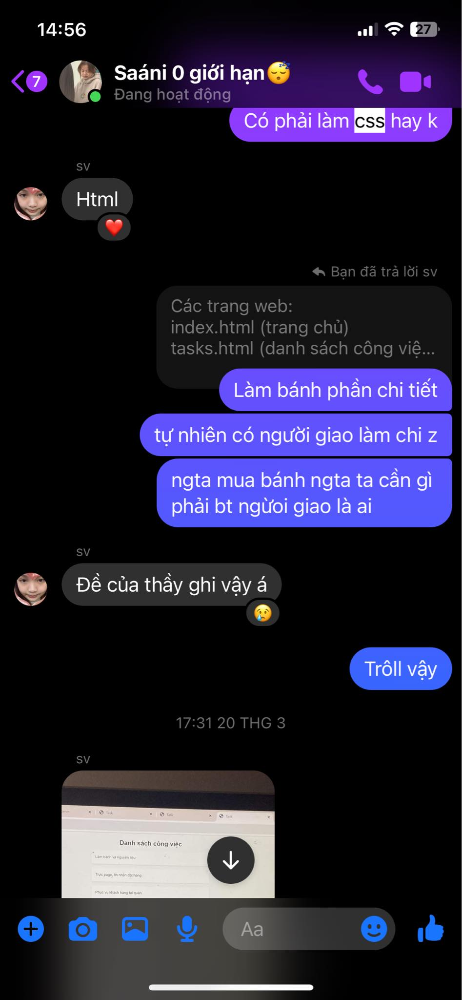 14:56
27
7
Saáni 0 giới hạn😴
Đang hoạt động
Có phải làm css hay k
sv
Html
❤️
Bạn đã trả lời sv
Các trang web:
index.html (trang chủ)
tasks.html (danh sách công việ...
Làm bánh phần chi tiết
tự nhiên có người giao làm chi z
ngta mua bánh ngta ta cần gì
phải bt ngừoi giao là ai
sv
Đề của thầy ghi vậy á
😢
Trôll vậy
17:31 20 THG 3
sv
Task
Task
Task
Danh sách công việc
Làm bánh và nguyên liệu
Trực page, tin nhắn đặt hàng
Phục vụ khách hàng tại quán
Aa